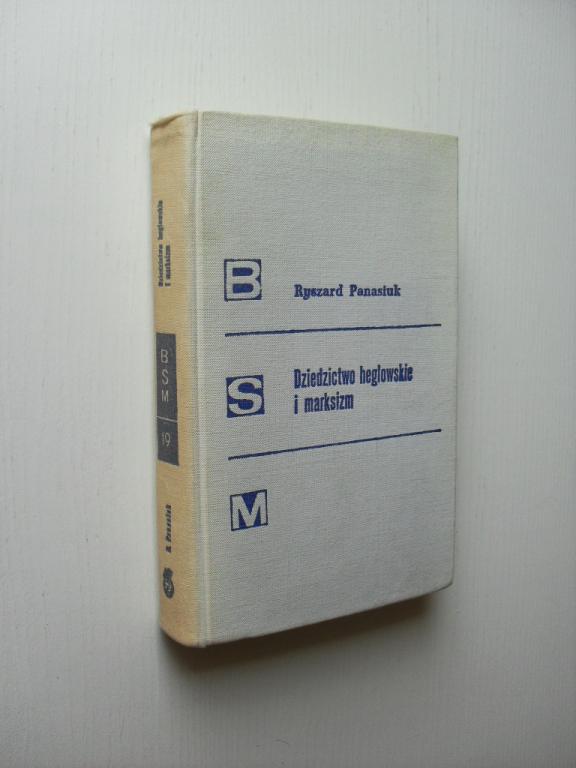 B
Ryszard Panasiuk
S
Dziedzictwo heglowskie
i marksizm
M
Dziedzictwo heglowskie
i marksizm
B
S
M
19
R. Panasiuk